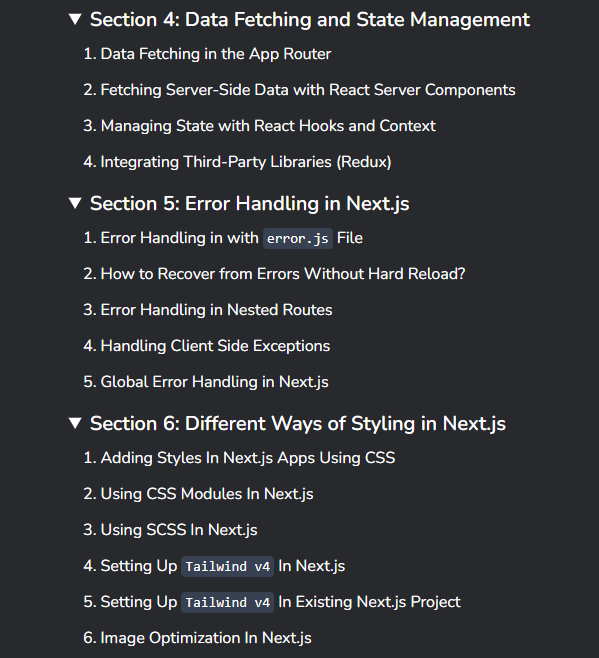 Section 4: Data Fetching and State Management
1. Data Fetching in the App Router
2. Fetching Server-Side Data with React Server Components
3. Managing State with React Hooks and Context
4. Integrating Third-Party Libraries (Redux)
Section 5: Error Handling in Next.js
1. Error Handling in with error.js File
2. How to Recover from Errors Without Hard Reload?
3. Error Handling in Nested Routes
4. Handling Client Side Exceptions
5. Global Error Handling in Next.js
Section 6: Different Ways of Styling in Next.js
1. Adding Styles In Next.js Apps Using CSS
2. Using CSS Modules In Next.js
3. Using SCSS In Next.js
4. Setting Up Tailwind v4 In Next.js
5. Setting Up Tailwind v4 In Existing Next.js Project
6. Image Optimization In Next.js